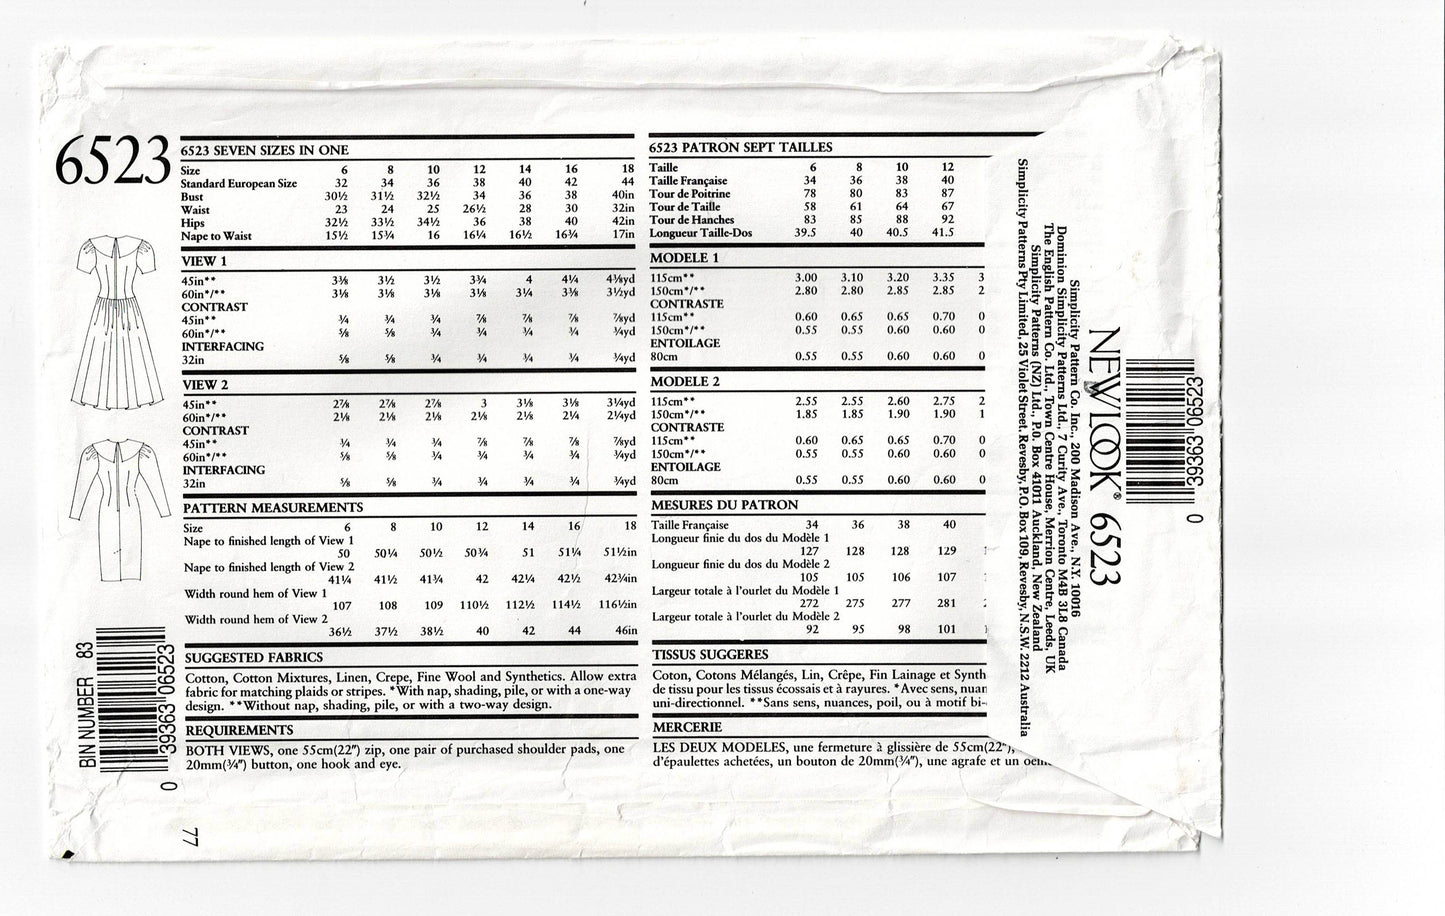 6523
6523 SEVEN SIZES IN ONE
Size 6 8 10 12 14 16 18
Standard European Size 32 34 36 38 40 42 44
Bust 30½ 31½ 32½ 34 36 38 40in
Waist 23 24 25 26½ 28 30 32in
Hips 32½ 33½ 34½ 36 38 40 42in
Nape to Waist 15½ 15¾ 16 16¼ 16½ 16¾ 17in
VIEW 1
45in** 3⅜ 3½ 3½ 3¾ 4 4¼ 4⅜yd
60in*/** 3⅛ 3⅛ 3⅛ 3⅛ 3¼ 3⅜ 3½yd
CONTRAST
45in** ¾ ¾ ¾ ⅞ ⅞ ⅞ ⅞yd
60in*/** ⅝ ⅝ ¾ ¾ ¾ ¾ ¾yd
INTERFACING
32in ⅝ ⅝ ¾ ¾ ¾ ¾ ¾yd
VIEW 2
45in** 2⅞ 2⅞ 2⅞ 3 3⅛ 3⅛ 3¼yd
60in*/** 2⅛ 2⅛ 2⅛ 2⅛ 2⅛ 2¼ 2¼yd
CONTRAST
45in** ¾ ¾ ¾ ⅞ ⅞ ⅞ ⅞yd
60in*/** ⅝ ⅝ ¾ ¾ ¾ ¾ ¾yd
INTERFACING
32in ⅝ ⅝ ¾ ¾ ¾ ¾ ¾yd
PATTERN MEASUREMENTS
Size 6 8 10 12 14 16 18
Nape to finished length of View 1
50 50¼ 50½ 50¾ 51 51¼ 51½in
Nape to finished length of View 2
41¼ 41½ 41¾ 42 42¼ 42½ 42¾in
Width round hem of View 1
107 108 109 110½ 112½ 114½ 116½in
Width round hem of View 2
36½ 37½ 38½ 40 42 44 46in
SUGGESTED FABRICS
Cotton, Cotton Mixtures, Linen, Crepe, Fine Wool and Synthetics. Allow extra
fabric for matching plaids or stripes. *With nap, shading, pile, or with a one-way
design. **Without nap, shading, pile, or with a two-way design.
REQUIREMENTS
BOTH VIEWS, one 55cm(22″) zip, one pair of purchased shoulder pads, one
20mm(¾″) button, one hook and eye.
6523 PATRON SEPT TAILLES
Taille 6 8 10 12
Taille Française 34 36 38 40
Tour de Poitrine 78 80 83 87
Tour de Taille 58 61 64 67
Tour de Hanches 83 85 88 92
Longueur Taille-Dos 39.5 40 40.5 41.5
MODELE 1
115cm** 3.00 3.10 3.20 3.35 3
150cm*/** 2.80 2.80 2.85 2.85 2
CONTRASTE
115cm** 0.60 0.65 0.65 0.70 0
150cm*/** 0.55 0.55 0.60 0.60 0
ENTOILAGE
80cm 0.55 0.55 0.60 0.60 0
MODELE 2
115cm** 2.55 2.55 2.60 2.75 2
150cm*/** 1.85 1.85 1.90 1.90 1
CONTRASTE
115cm** 0.60 0.65 0.65 0.70 0
150cm*/** 0.55 0.55 0.60 0.60 0
ENTOILAGE
80cm 0.55 0.55 0.60 0.60 0
MESURES DU PATRON
Taille Française 34 36 38 40
Longueur finie du dos du Modèle 1
127 128 128 129
Longueur finie du dos du Modèle 2
105 105 106 107
Largeur totale à l'ourlet du Modèle 1
272 275 277 281
Largeur totale à l'ourlet du Modèle 2
92 95 98 101
TISSUS SUGGERES
Coton, Cotons Mélangés, Lin, Crêpe, Fin Lainage et Synth
de tissu pour les tissus écossais et à rayures. *Avec sens, nuan
uni-directionnel. **Sans sens, nuances, poil, ou à motif bi-
MERCERIE
LES DEUX MODELES, une fermeture à glissière de 55cm(22″),
d'épaulettes achetées, un bouton de 20mm(¾″), une agrafe et un oeil
NEW LOOK® 6523
Simplicity Pattern Co. Inc., 200 Madison Ave., N.Y. 10016
Dominion Simplicity Patterns Ltd., 7 Curity Ave., Toronto M4B 3L8 Canada
The English Pattern Co. Ltd., Town Centre House, Merrion Centre, Leeds, UK
Simplicity Patterns (NZ) Ltd., P.O. Box 41011 Auckland, New Zealand
Simplicity Patterns Pty Limited, 25 Violet Street, Revesby, P.O. Box 109, Revesby, N.S.W. 2212 Australia
0 39363 06523
BIN NUMBER 83
0 39363 06523
77